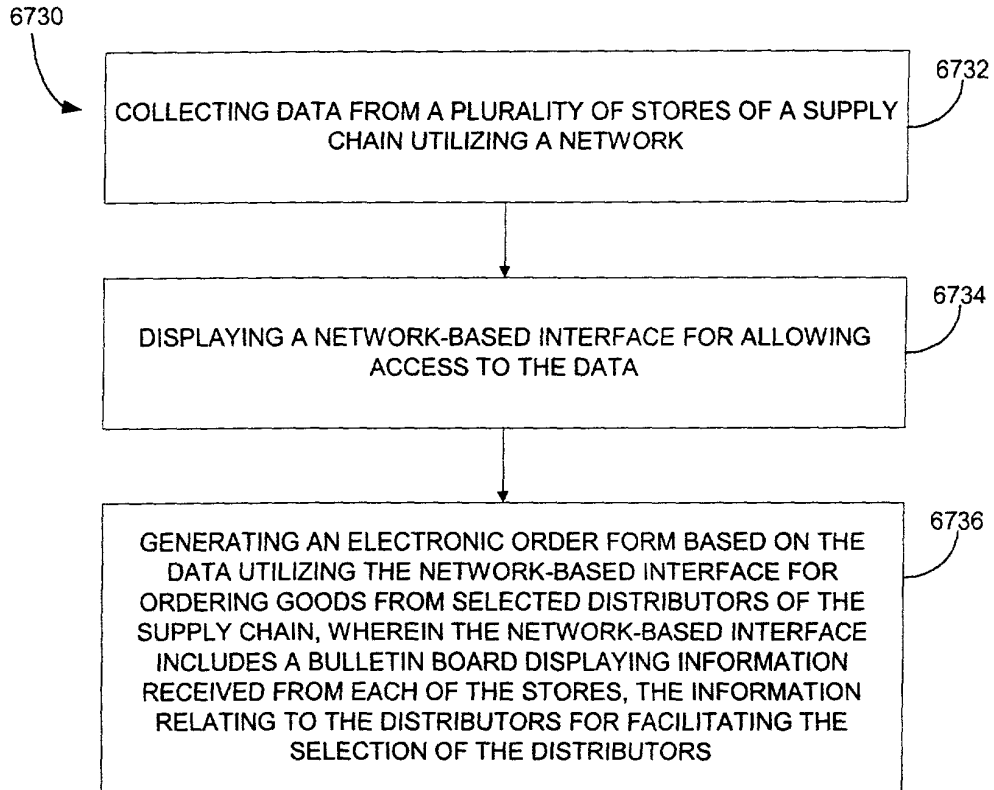 6730
6732
COLLECTING DATA FROM A PLURALITY OF STORES OF A SUPPLY
CHAIN UTILIZING A NETWORK
6734
DISPLAYING A NETWORK-BASED INTERFACE FOR ALLOWING
ACCESS TO THE DATA
6736
GENERATING AN ELECTRONIC ORDER FORM BASED ON THE
DATA UTILIZING THE NETWORK-BASED INTERFACE FOR
ORDERING GOODS FROM SELECTED DISTRIBUTORS OF THE
SUPPLY CHAIN, WHEREIN THE NETWORK-BASED INTERFACE
INCLUDES A BULLETIN BOARD DISPLAYING INFORMATION
RECEIVED FROM EACH OF THE STORES, THE INFORMATION
RELATING TO THE DISTRIBUTORS FOR FACILITATING THE
SELECTION OF THE DISTRIBUTORS